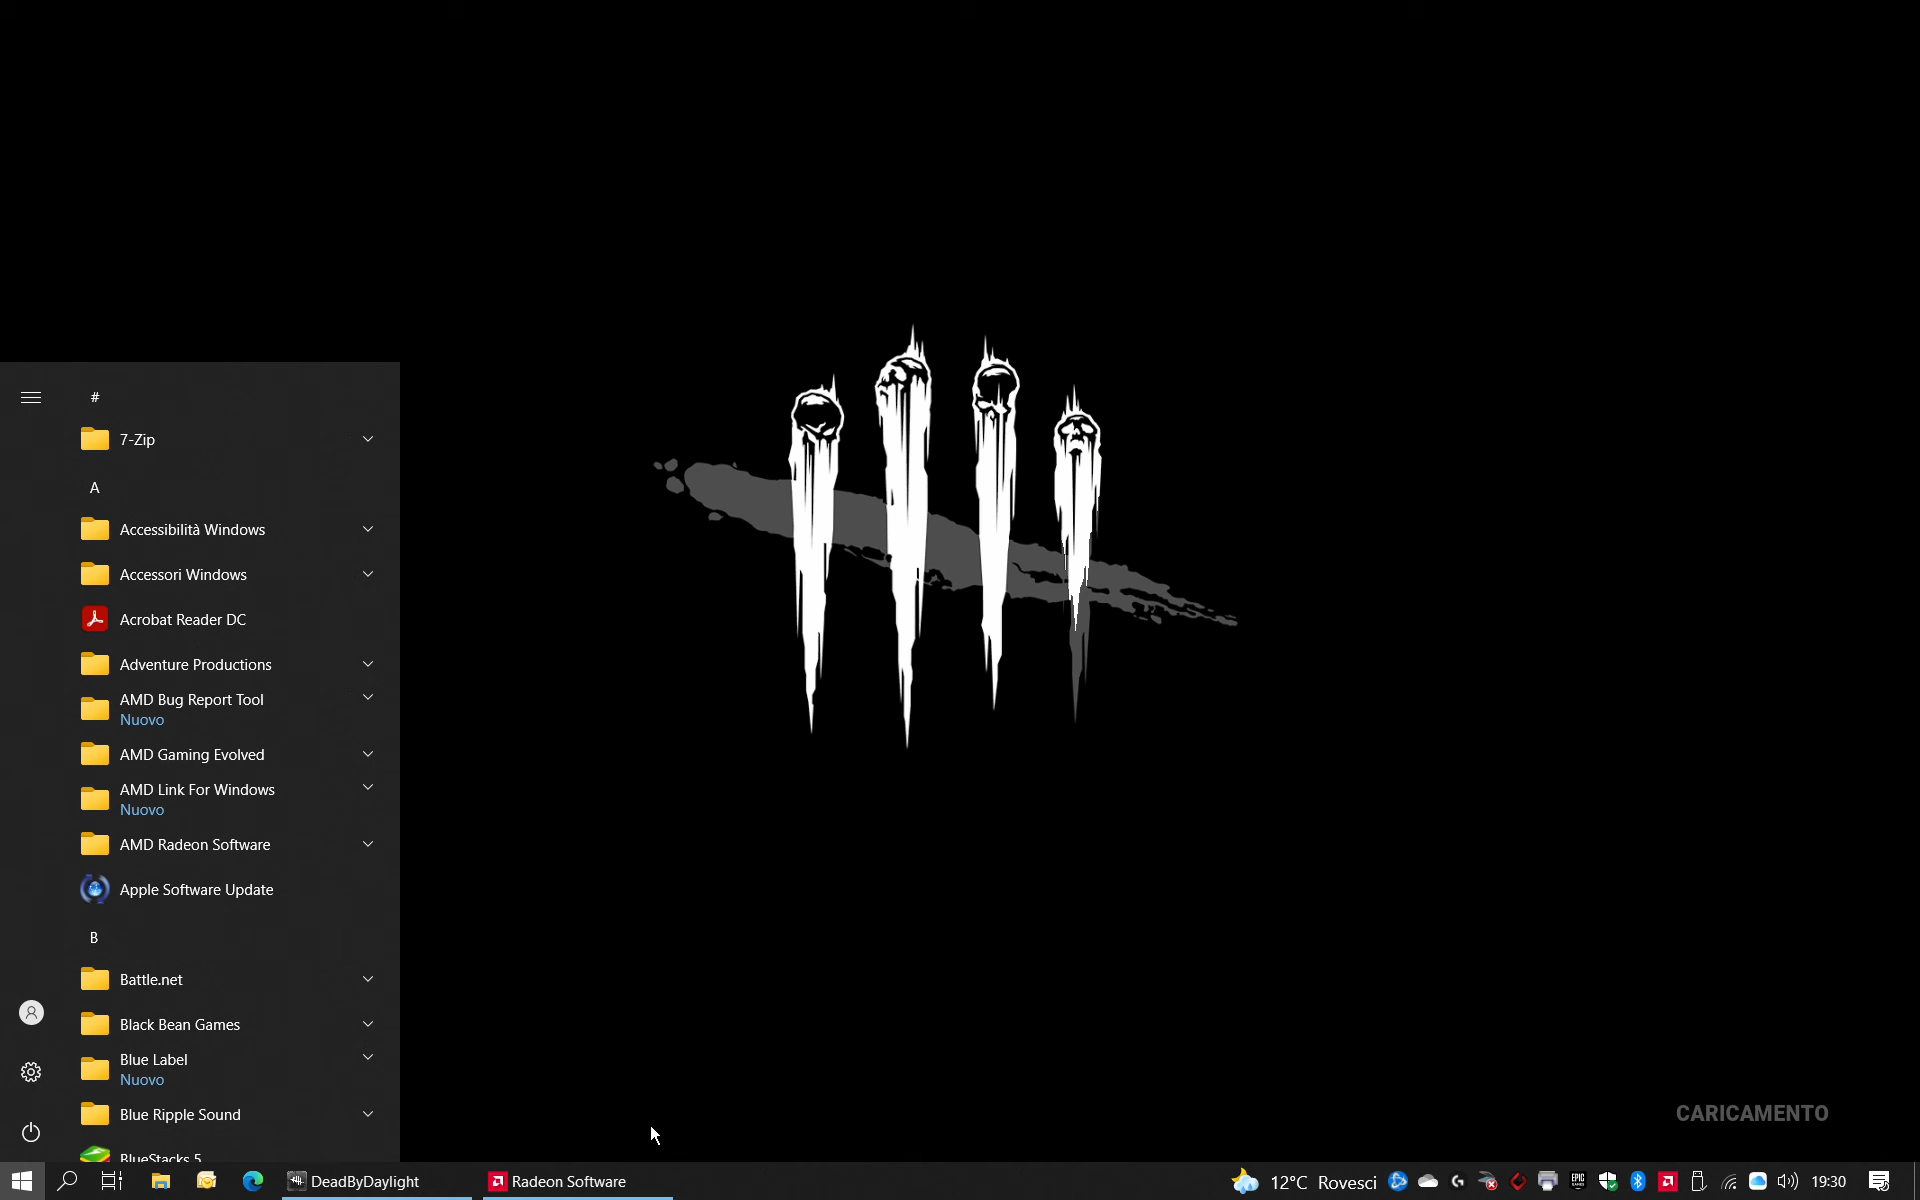 #
7-Zip
A
Accessibilità Windows
Accessori Windows
Acrobat Reader DC
Adventure Productions
AMD Bug Report Tool
Nuovo
AMD Gaming Evolved
AMD Link For Windows
Nuovo
AMD Radeon Software
Apple Software Update
B
Battle.net
Black Bean Games
Blue Label
Nuovo
Blue Ripple Sound
BlueStacks 5
CARICAMENTO
DeadByDaylight
Radeon Software
12°C Rovesci
EPIC GAMES
19:30